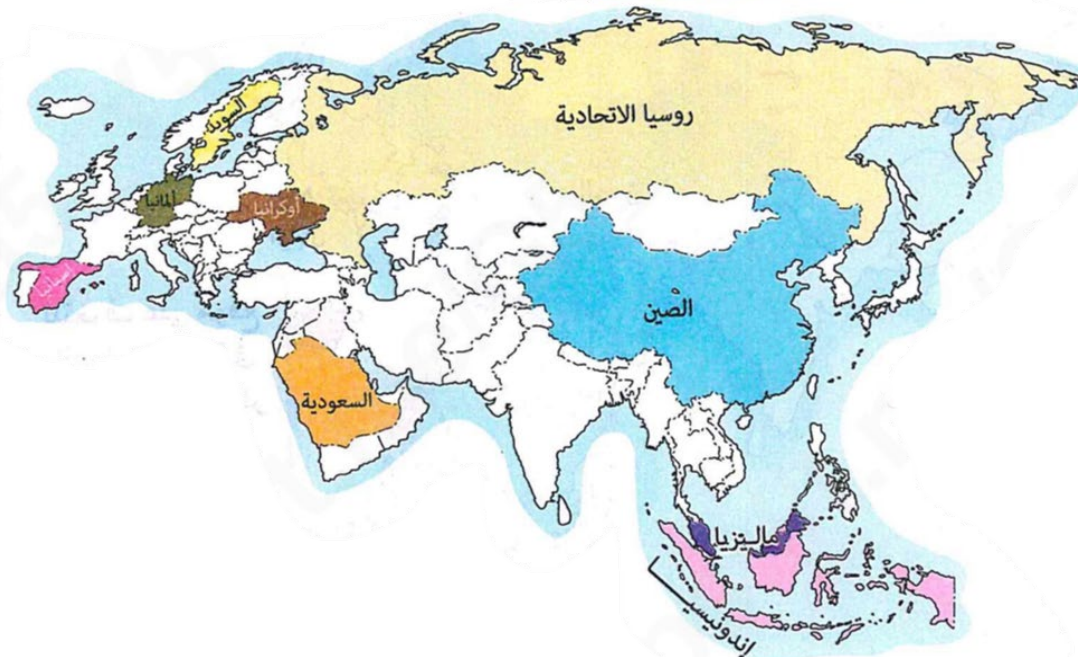 روسيا الاتحادية
السويد
ألمانيا
أوكرانيا
إسبانيا
الصين
السعودية
ماليزيا
إندونيسيا